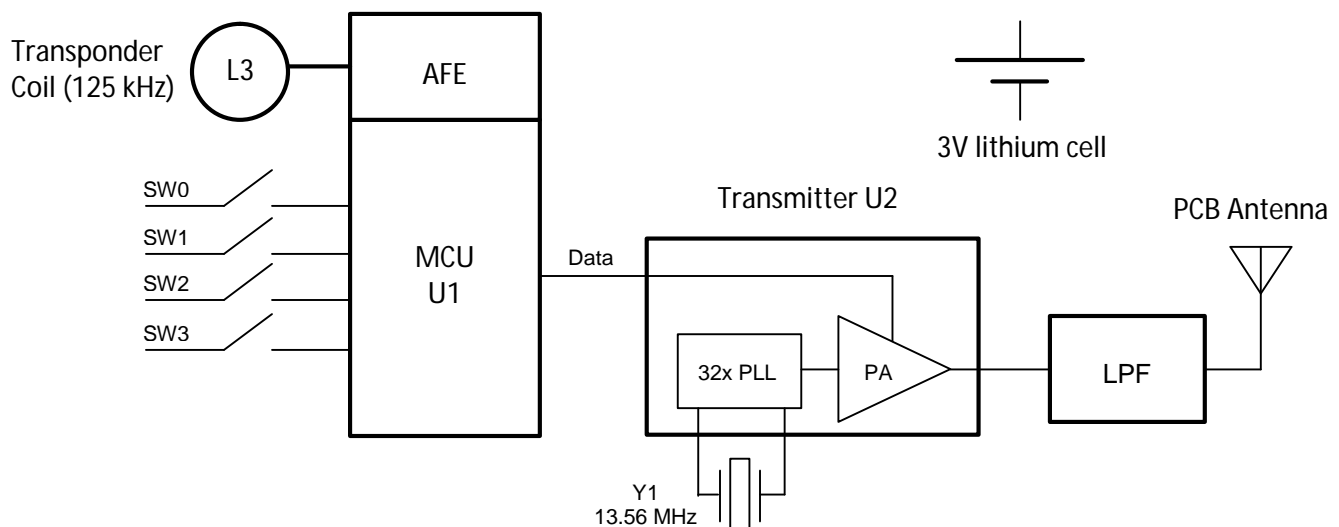 Transponder
Coil (125 kHz)
L3
AFE
3V lithium cell
SW0
SW1
SW2
SW3
MCU
U1
Data
Transmitter U2
PCB Antenna
32x PLL
PA
LPF
Y1
13.56 MHz